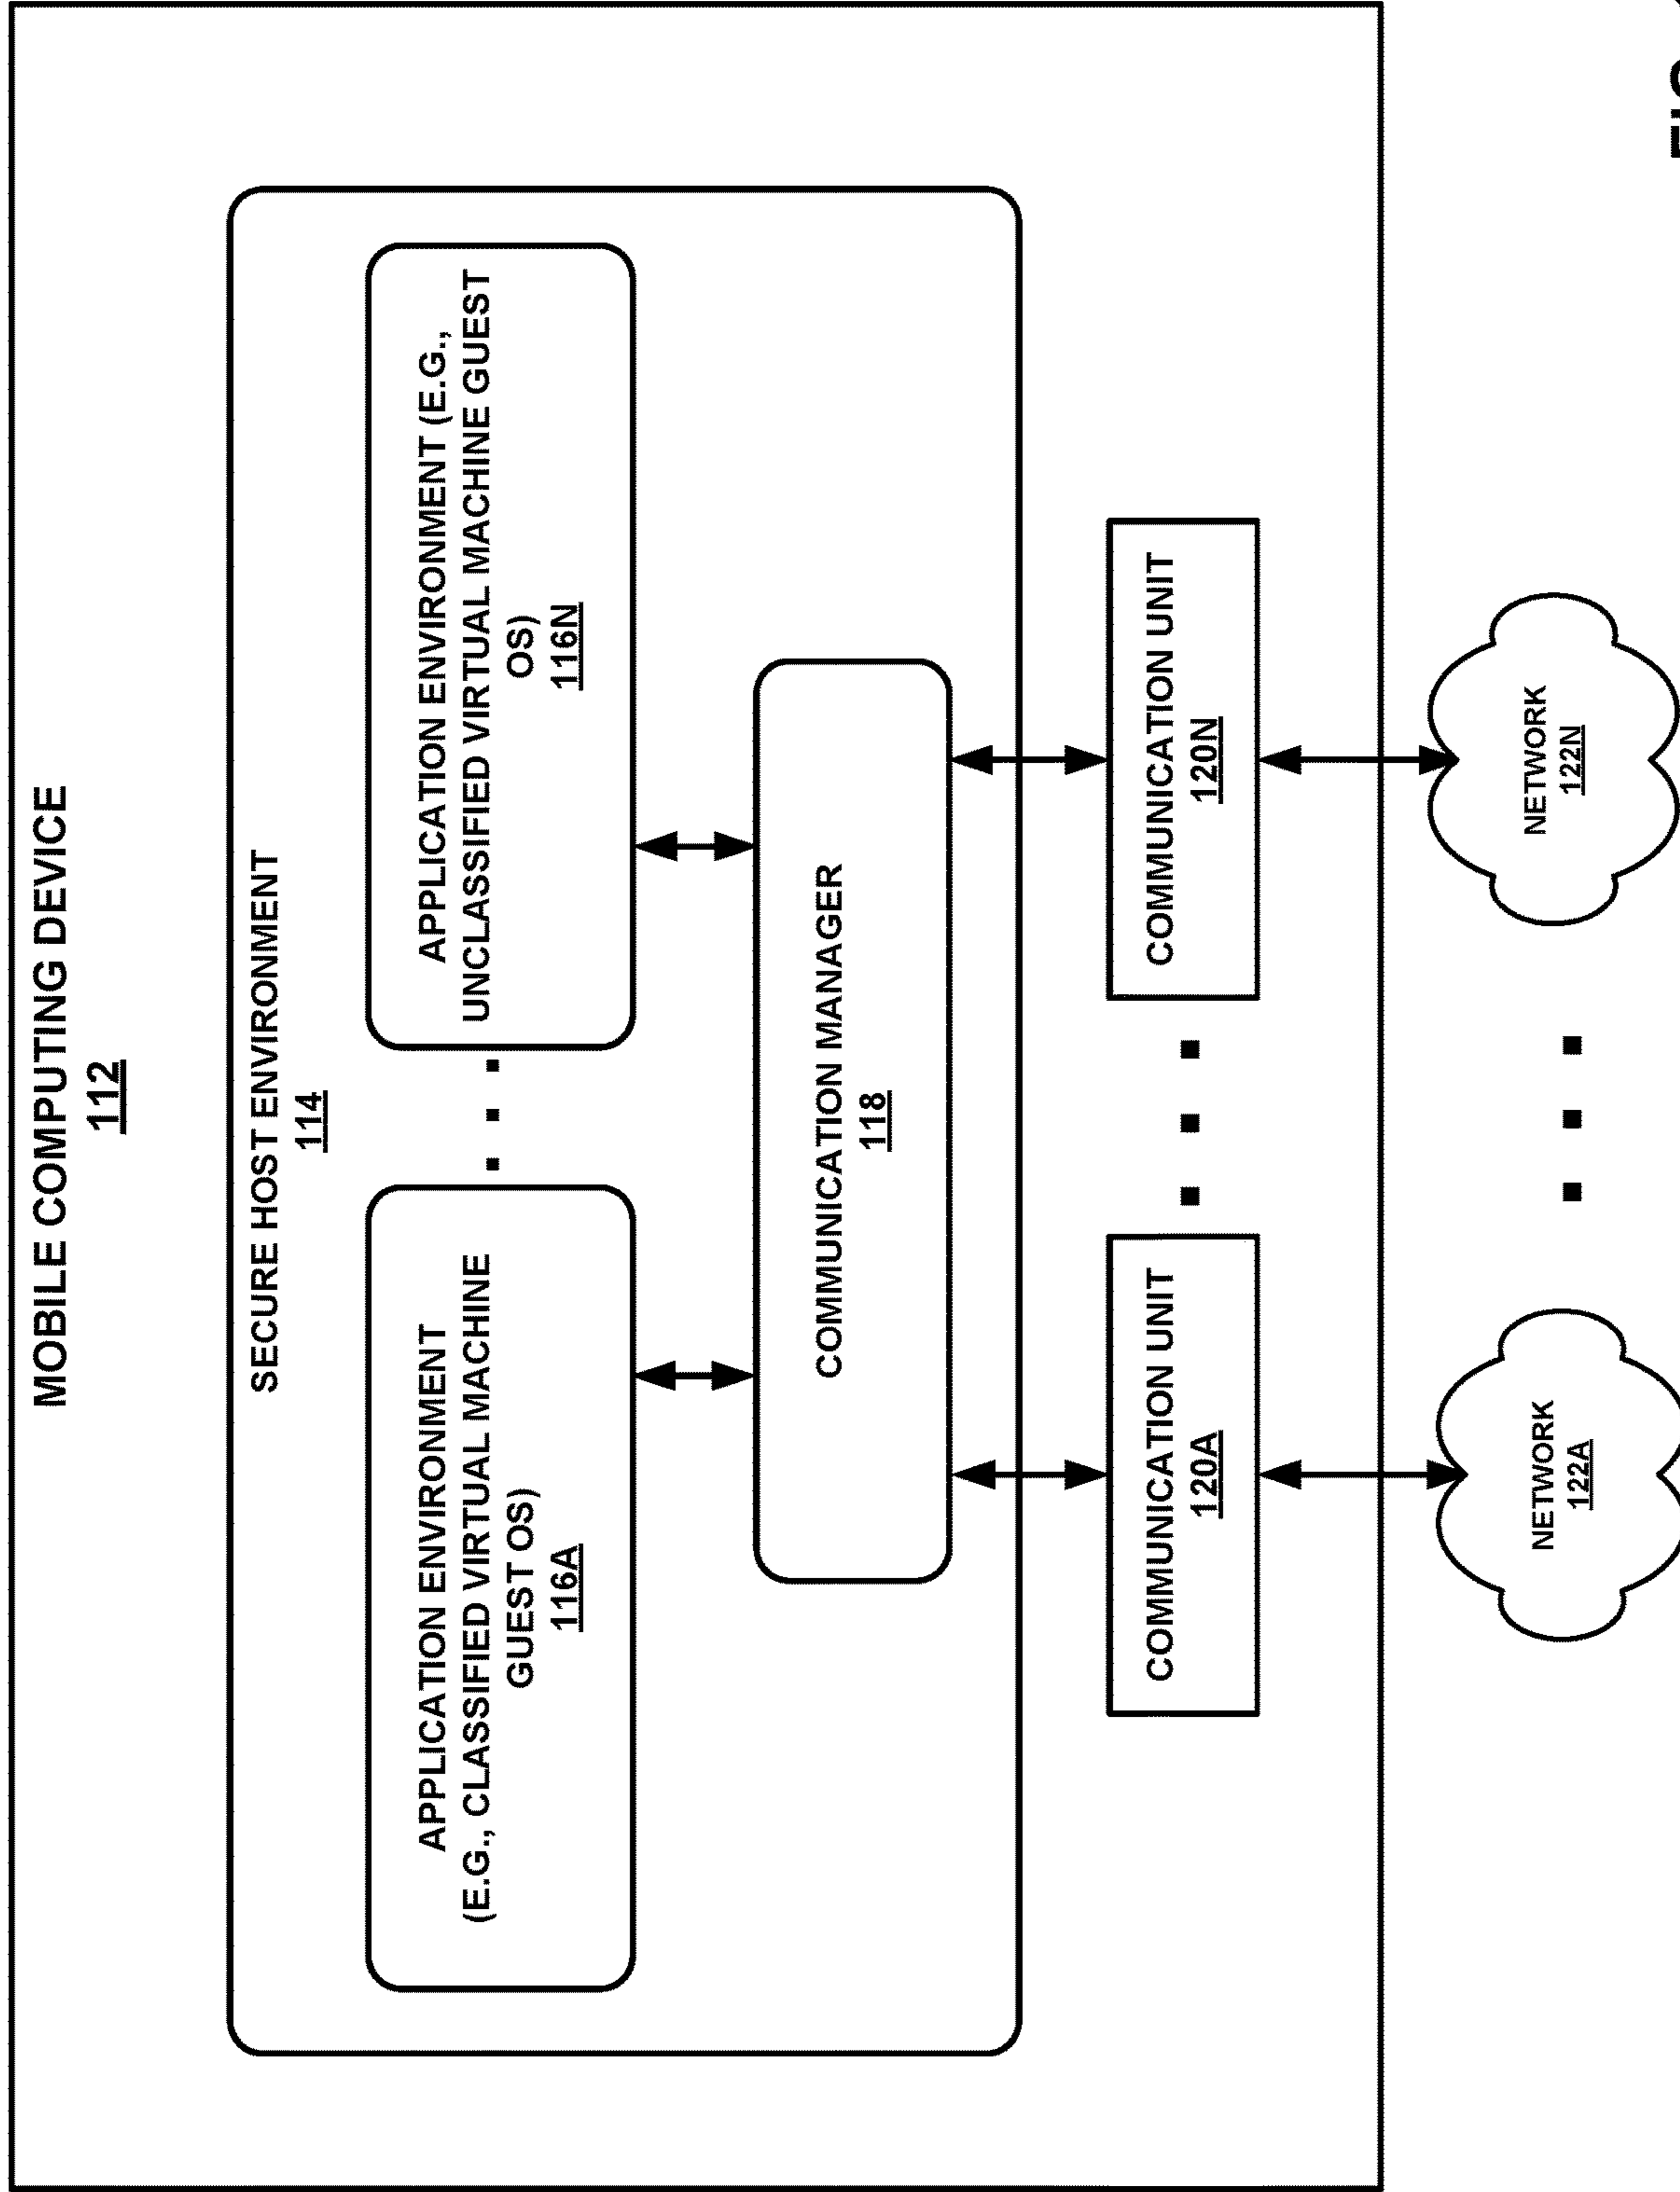 MOBILE COMPUTING DEVICE
112
SECURE HOST ENVIRONMENT
114
APPLICATION ENVIRONMENT
(E.G., CLASSIFIED VIRTUAL MACHINE
GUEST OS)
116A
APPLICATION ENVIRONMENT (E.G.,
UNCLASSIFIED VIRTUAL MACHINE GUEST
OS)
116N
COMMUNICATION MANAGER
118
COMMUNICATION UNIT
120A
COMMUNICATION UNIT
120N
NETWORK
122A
NETWORK
122N